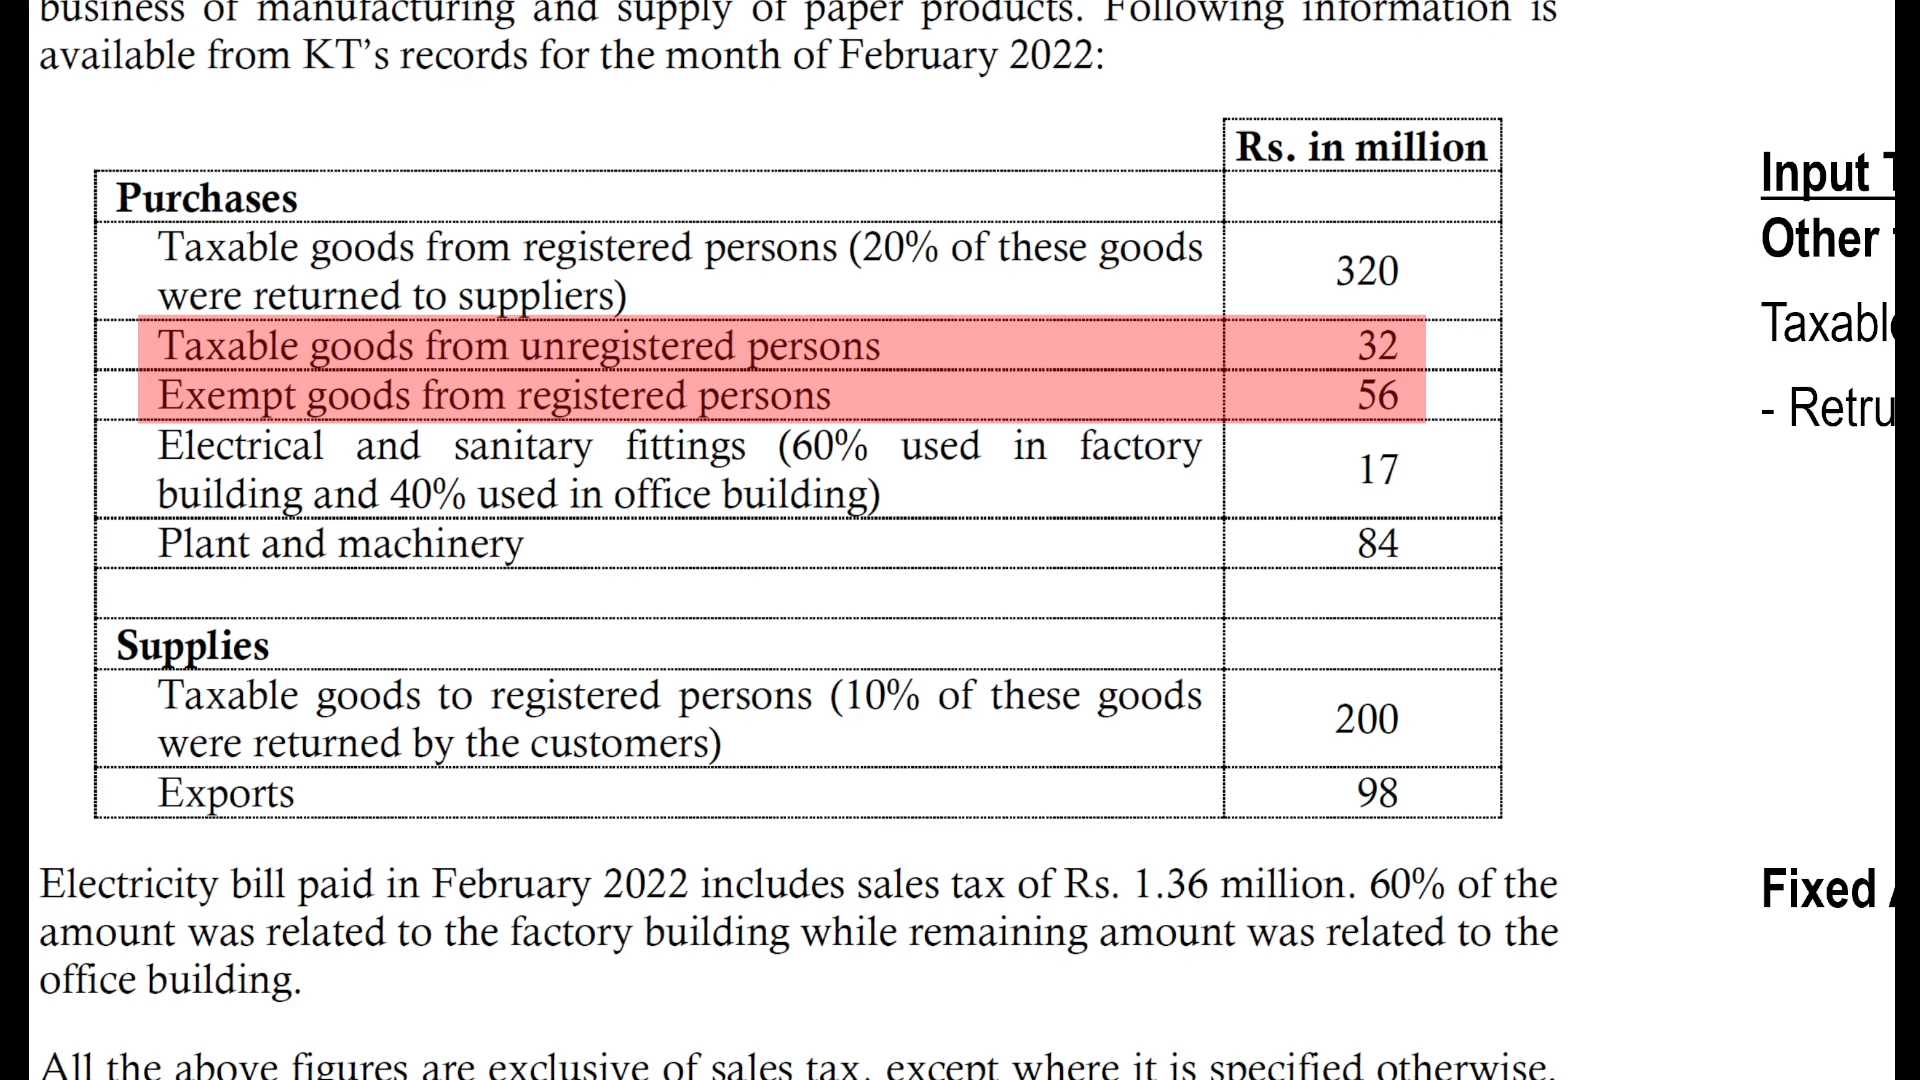 business of manufacturing and supply of paper products. Following information is
available from KT’s records for the month of February 2022:
Rs. in million
Purchases
Taxable goods from registered persons (20% of these goods
were returned to suppliers)
320
Taxable goods from unregistered persons 32
Exempt goods from registered persons 56
Electrical and sanitary fittings (60% used in factory
building and 40% used in office building)
17
Plant and machinery 84
Supplies
Taxable goods to registered persons (10% of these goods
were returned by the customers)
200
Exports 98
Electricity bill paid in February 2022 includes sales tax of Rs. 1.36 million. 60% of the
amount was related to the factory building while remaining amount was related to the
office building.
All the above figures are exclusive of sales tax, except where it is specified otherwise.
Input
Other
- Retru
Fixed